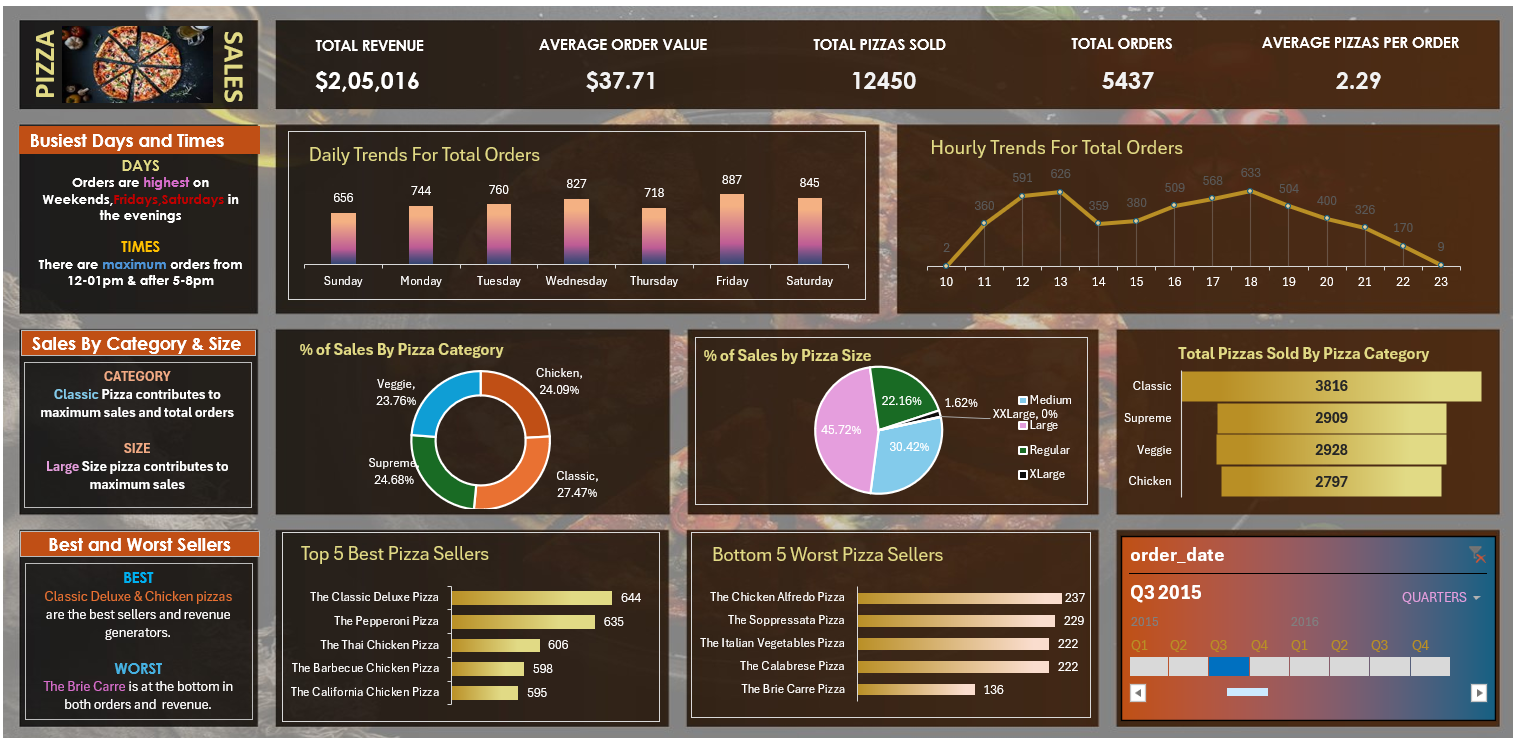 PIZZA
SALES
TOTAL REVENUE
$2,05,016
AVERAGE ORDER VALUE
$37.71
TOTAL PIZZAS SOLD
12450
TOTAL ORDERS
5437
AVERAGE PIZZAS PER ORDER
2.29
Busiest Days and Times
DAYS
Orders are highest on
Weekends,Fridays,Saturdays in
the evenings
TIMES
There are maximum orders from
12-01pm & after 5-8pm
Daily Trends For Total Orders
656
744
760
827
718
887
845
Sunday
Monday
Tuesday
Wednesday
Thursday
Friday
Saturday
Hourly Trends For Total Orders
2
360
591
626
359
380
509
568
633
504
400
326
170
9
10
11
12
13
14
15
16
17
18
19
20
21
22
23
Sales By Category & Size
CATEGORY
Classic Pizza contributes to
maximum sales and total orders
SIZE
Large Size pizza contributes to
maximum sales
% of Sales By Pizza Category
Veggie,
23.76%
Chicken,
24.09%
Supreme,
24.68%
Classic,
27.47%
% of Sales by Pizza Size
22.16%
1.62%
XXLarge, 0%
45.72%
30.42%
Medium
Large
Regular
XLarge
Total Pizzas Sold By Pizza Category
Classic
3816
Supreme
2909
Veggie
2928
Chicken
2797
Best and Worst Sellers
BEST
Classic Deluxe & Chicken pizzas
are the best sellers and revenue
generators.
WORST
The Brie Carre is at the bottom in
both orders and revenue.
Top 5 Best Pizza Sellers
The Classic Deluxe Pizza
644
The Pepperoni Pizza
635
The Thai Chicken Pizza
606
The Barbecue Chicken Pizza
598
The California Chicken Pizza
595
Bottom 5 Worst Pizza Sellers
The Chicken Alfredo Pizza
237
The Soppressata Pizza
229
The Italian Vegetables Pizza
222
The Calabrese Pizza
222
The Brie Carre Pizza
136
order_date
Q3 2015
QUARTERS
2015
2016
Q1
Q2
Q3
Q4
Q1
Q2
Q3
Q4